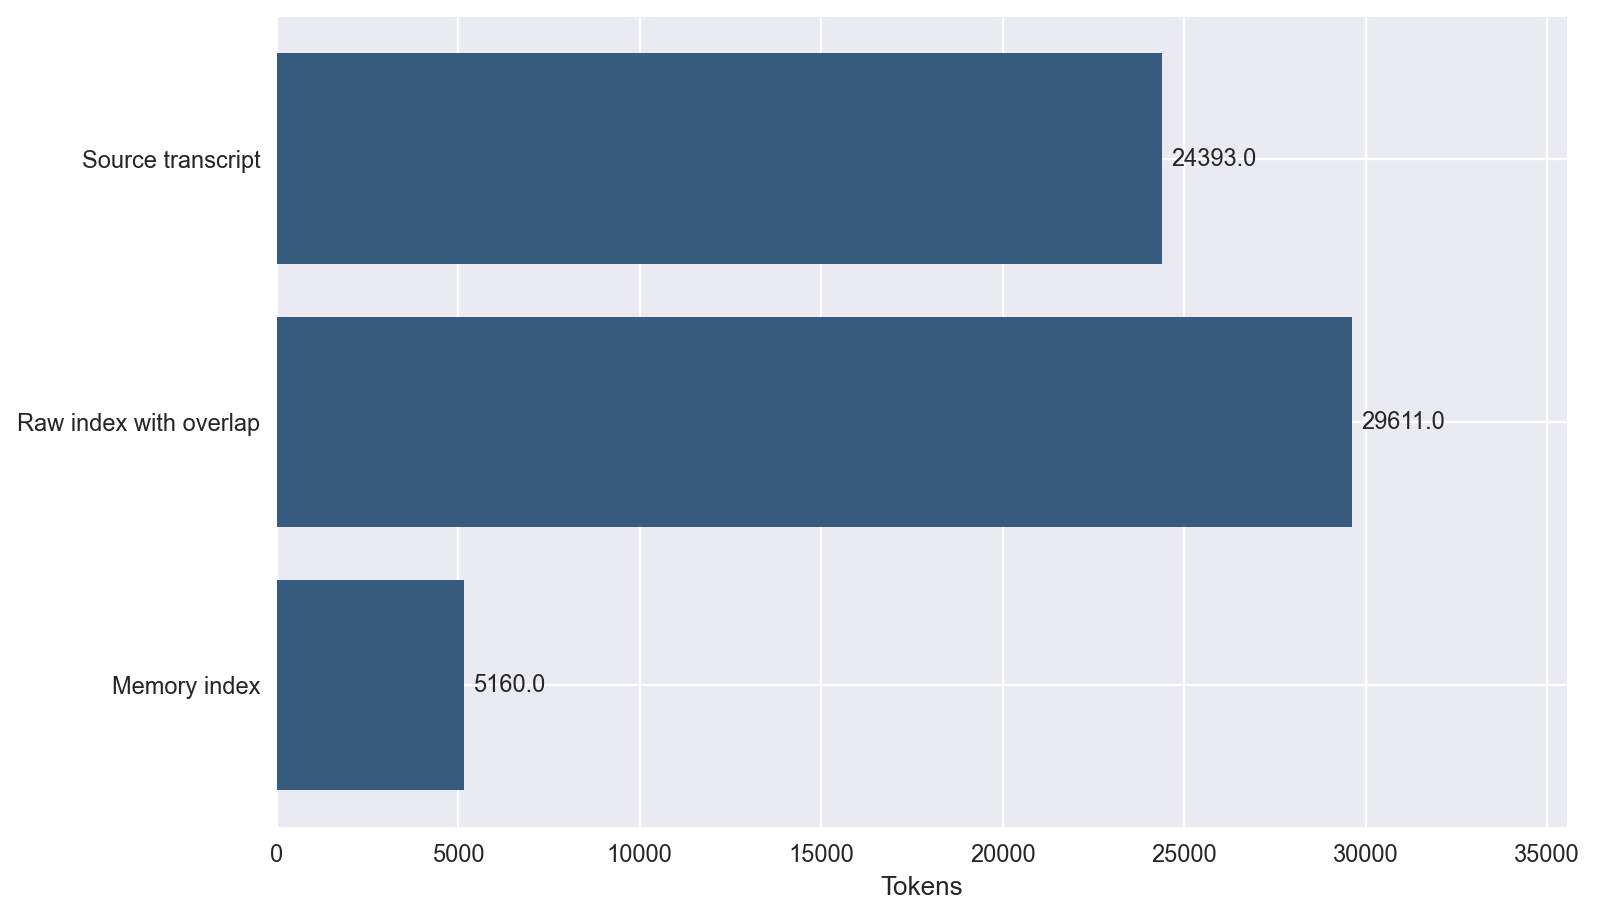 Source transcript
24393.0
Raw index with overlap
29611.0
Memory index
5160.0
0 5000 10000 15000 20000 25000 30000 35000
Tokens